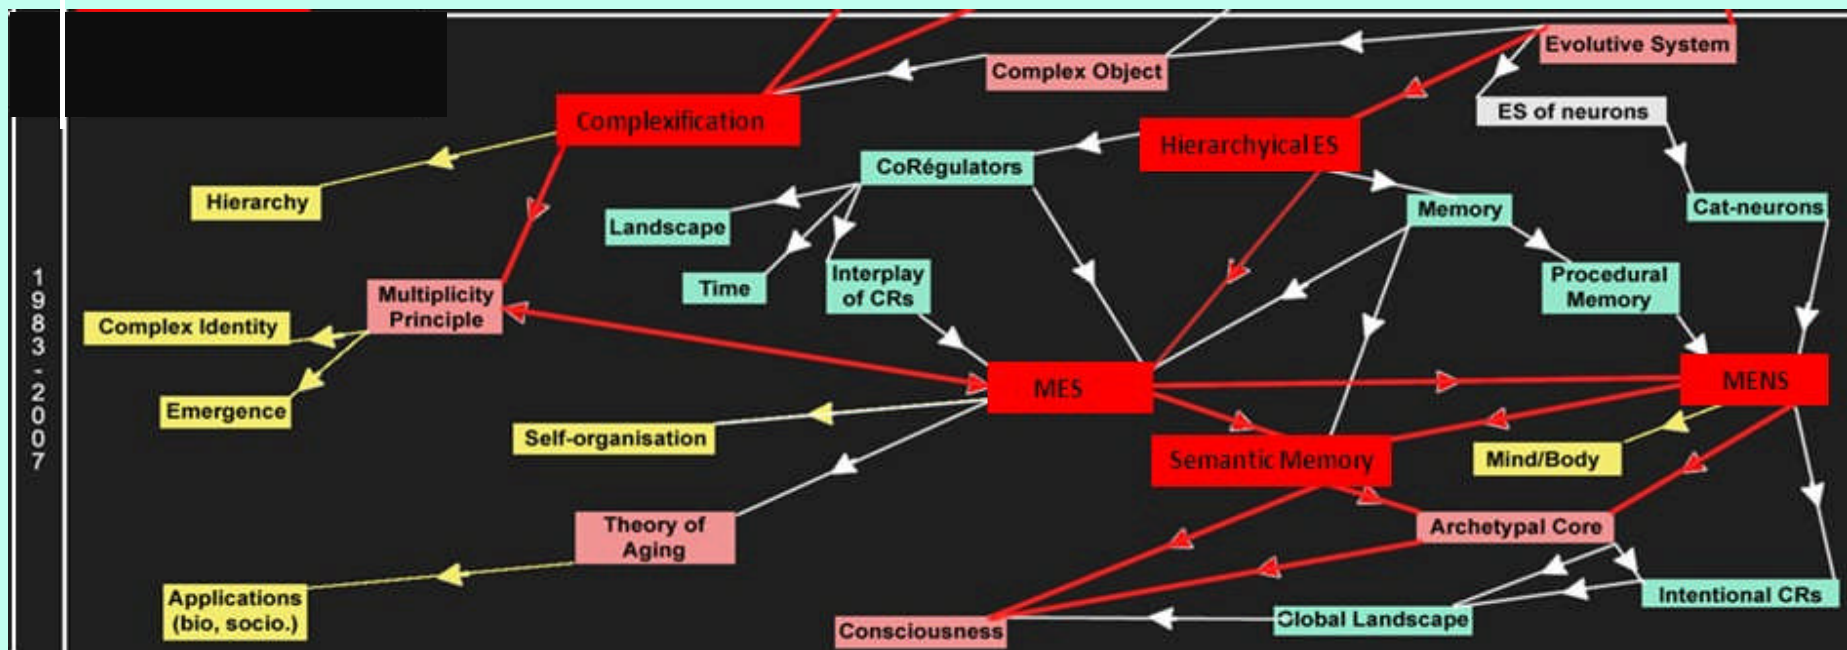 Evolutive System
Complex Object
ES of neurons
Complexification
Hierarchyical ES
CoRégulators
Hierarchy
Landscape
Memory
Cat-neurons
Time
Interplay
of CRs
Procedural
Memory
Multiplicity
Principle
Complex Identity
1983-2007
MES
MENS
Emergence
Self-organisation
Semantic Memory
Mind/Body
Theory of
Aging
Archetypal Core
Applications
(bio, socio.)
Intentional CRs
Global Landscape
Consciousness